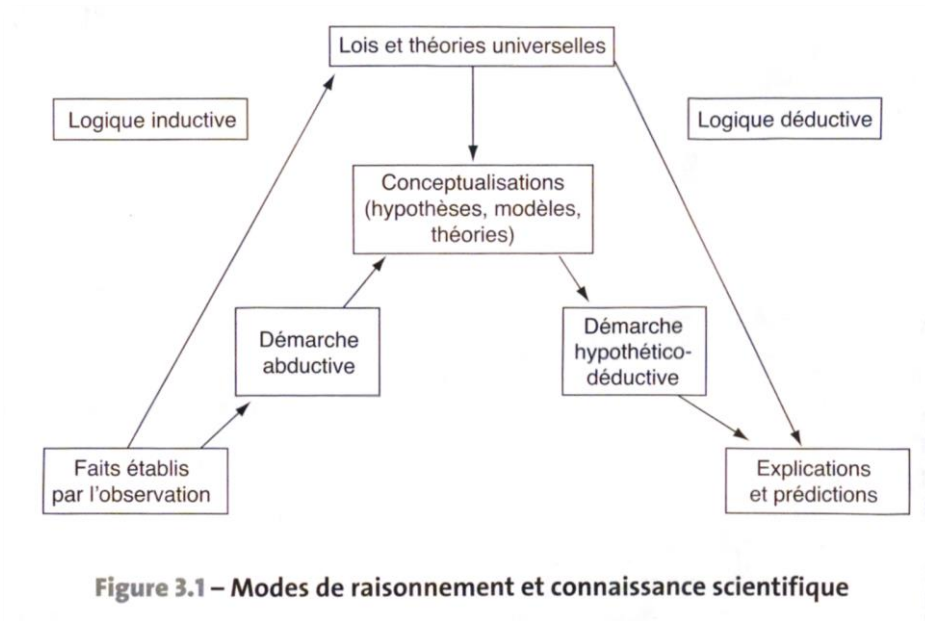 Lois et théories universelles
Logique inductive
Logique déductive
Conceptualisations
(hypothèses, modèles,
théories)
Démarche
abductive
Démarche
hypothético-
déductive
Faits établis
par l'observation
Explications
et prédictions
Figure 3.1 – Modes de raisonnement et connaissance scientifique